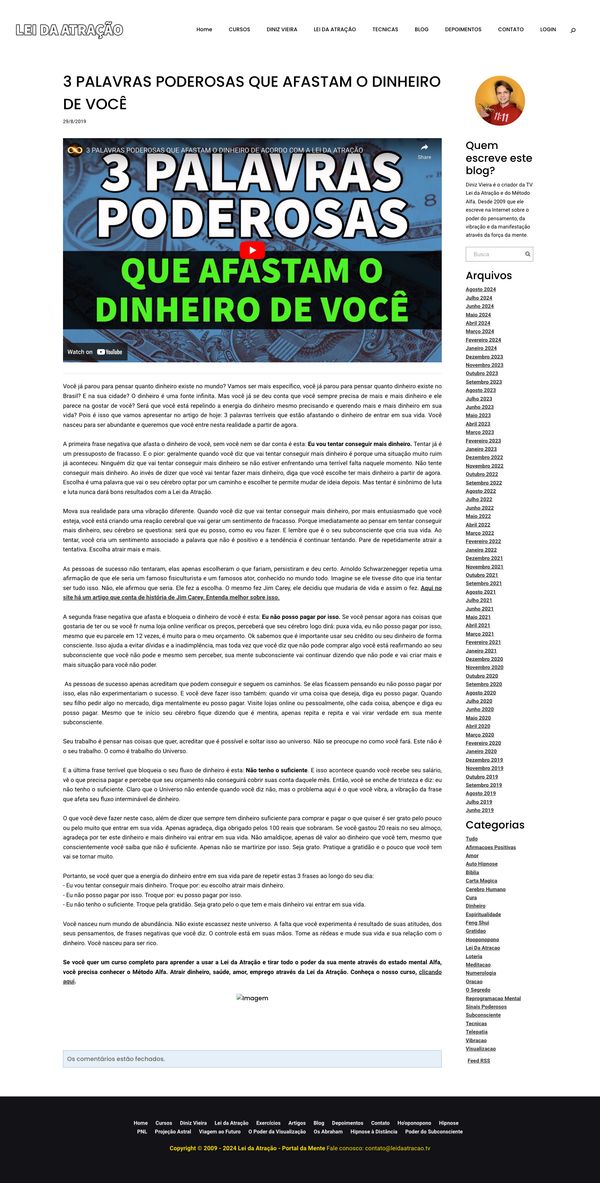 LEI DA ATRAÇÃO
Home CURSOS DINIZ VIEIRA LEI DA ATRAÇÃO TECNICAS BLOG DEPOIMENTOS CONTATO LOGIN
3 PALAVRAS PODEROSAS QUE AFASTAM O DINHEIRO
DE VOCÊ
29/8/2019
3 PALAVRAS PODEROSAS QUE AFASTAM O DINHEIRO DE ACORDO COM A LEI DA ATRAÇÃO
Share
3 PALAVRAS
PODEROSAS
QUE AFASTAM O
DINHEIRO DE VOCÊ
Watch on YouTube
Você já parou para pensar quanto dinheiro existe no mundo? Vamos ser mais específico, você já parou para pensar quanto dinheiro existe no
Brasil? E na sua cidade? O dinheiro é uma fonte infinita. Mas você já se deu conta que você sempre precisa de mais e mais dinheiro e ele
parece na gostar de você? Será que você está repelindo a energia do dinheiro mesmo precisando e querendo mais e mais dinheiro em sua
vida? Pois é isso que vamos apresentar no artigo de hoje: 3 palavras terríveis que estão afastando o dinheiro de entrar em sua vida. Você
nasceu para ser abundante e queremos que você entre nesta realidade a partir de agora.
A primeira frase negativa que afasta o dinheiro de você, sem você nem se dar conta é esta: Eu vou tentar conseguir mais dinheiro. Tentar já é
um pressuposto de fracasso. E o pior: geralmente quando você diz que vai tentar conseguir mais dinheiro é porque uma situação muito ruim
já aconteceu. Ninguém diz que vai tentar conseguir mais dinheiro se não estiver enfrentando uma terrível falta naquele momento. Não tente
conseguir mais dinheiro. Ao invés de dizer que você vai tentar fazer mais dinheiro, diga que você escolhe ter mais dinheiro a partir de agora.
Escolha é uma palavra que vai o seu cérebro optar por um caminho e escolher te permite mudar de ideia depois. Mas tentar é sinônimo de luta
e luta nunca dará bons resultados com a Lei da Atração.
Mova sua realidade para uma vibração diferente. Quando você diz que vai tentar conseguir mais dinheiro, por mais entusiasmado que você
esteja, você está criando uma reação cerebral que vai gerar um sentimento de fracasso. Porque imediatamente ao pensar em tentar conseguir
mais dinheiro, seu cérebro se questiona: será que eu posso, como eu vou fazer. E lembre que é o seu subconsciente que cria sua vida. Ao
tentar, você cria um sentimento associado a palavra que não é positivo e a tendência é continuar tentando. Pare de repetidamente atrair a
tentativa. Escolha atrair mais e mais.
As pessoas de sucesso não tentaram, elas apenas escolheram o que fariam, persistiram e deu certo. Arnoldo Schwarzenegger repetia uma
afirmação de que ele seria um famoso fisiculturista e um famosos ator, conhecido no mundo todo. Imagine se ele tivesse dito que iria tentar
ser tudo isso. Não, ele afirmou que seria. Ele fez a escolha. O mesmo fez Jim Carey, ele decidiu que mudaria de vida e assim o fez. Aqui no
site há um artigo que conta de história de Jim Carey. Entenda melhor sobre isso.
A segunda frase negativa que afasta e bloqueia o dinheiro de você é esta: Eu não posso pagar por isso. Se você pensar agora nas coisas que
gostaria de ter ou se você fr numa loja online verificar os preços, perceberá que seu cérebro logo dirá: puxa vida, eu não posso pagar por isso,
mesmo que eu parcele em 12 vezes, é muito para o meu orçamento. Ok sabemos que é importante usar seu crédito ou seu dinheiro de forma
consciente. Isso ajuda a evitar dívidas e a inadimplência, mas toda vez que você diz que não pode comprar algo você está reafirmando ao seu
subconsciente que você não pode e mesmo sem perceber, sua mente subconsciente vai continuar dizendo que não pode e vai criar mais e
mais situação para você não poder.
As pessoas de sucesso apenas acreditam que podem conseguir e seguem os caminhos. Se elas ficassem pensando eu não posso pagar por
isso, elas não experimentariam o sucesso. E você deve fazer isso também: quando vir uma coisa que deseja, diga eu posso pagar. Quando
seu filho pedir algo no mercado, diga mentalmente eu posso pagar. Visite lojas online ou pessoalmente, olhe cada coisa, abençoe e diga eu
posso pagar. Mesmo que te início seu cérebro fique dizendo que é mentira, apenas repita e repita e vai virar verdade em sua mente
subconsciente.
Seu trabalho é pensar nas coisas que quer, acreditar que é possível e soltar isso ao universo. Não se preocupe no como você fará. Este não é
o seu trabalho. O como é trabalho do Universo.
E a última frase terrível que bloqueia o seu fluxo de dinheiro é esta: Não tenho o suficiente. E isso acontece quando você recebe seu salário,
vê o que precisa pagar e percebe que seu orçamento não conseguirá cobrir suas conta daquele mês. Então, você se enche de tristeza e diz: eu
não tenho o suficiente. Claro que o Universo não entende quando você diz não, mas o problema aqui é o que você vibra, a vibração da frase
que afeta seu fluxo interminável de dinheiro.
O que você deve fazer neste caso, além de dizer que sempre tem dinheiro suficiente para comprar e pagar o que quiser é ser grato pelo pouco
ou pelo muito que entrar em sua vida. Apenas agradeça, diga obrigado pelos 100 reais que sobraram. Se você gastou 20 reais no seu almoço,
agradeça por ter este dinheiro e mais dinheiro vai entrar em sua vida. Não amaldiçoe, apenas dê valor ao dinheiro que você tem, mesmo que
conscientemente você saiba que não é suficiente. Apenas não se martirize por isso. Seja grato. Pratique a gratidão e o pouco que você tem
vai se tornar muito.
Portanto, se você quer que a energia do dinheiro entre em sua vida pare de repetir estas 3 frases ao longo do seu dia:
- Eu vou tentar conseguir mais dinheiro. Troque por: eu escolho atrair mais dinheiro.
- Eu não posso pagar por isso. Troque por: eu posso pagar por isso.
- Eu não tenho o suficiente. Troque pela gratidão. Seja grato pelo o que tem e mais dinheiro vai entrar em sua vida.
Você nasceu num mundo de abundância. Não existe escassez neste universo. A falta que você experimenta é resultado de suas atitudes, dos
seus pensamentos, de frases negativas que você diz. O controle está em suas mãos. Tome as rédeas e mude sua vida e sua relação com o
dinheiro. Você nasceu para ser rico.
Se você quer um curso completo para aprender a usar a Lei da Atração e tirar todo o poder da sua mente através do estado mental Alfa,
você precisa conhecer o Método Alfa. Atrair dinheiro, saúde, amor, emprego através da Lei da Atração. Conheça o nosso curso, clicando
aqui.
Imagem
Os comentários estão fechados.
11:11
Quem
escreve este
blog?
Diniz Vieira é o criador da TV
Lei da Atração e do Método
Alfa. Desde 2009 que ele
escreve na Internet sobre o
poder do pensamento, da
vibração e da manifestação
através da força da mente.
Busca
Arquivos
Agosto 2024
Julho 2024
Junho 2024
Maio 2024
Abril 2024
Março 2024
Fevereiro 2024
Janeiro 2024
Dezembro 2023
Novembro 2023
Outubro 2023
Setembro 2023
Agosto 2023
Julho 2023
Junho 2023
Maio 2023
Abril 2023
Março 2023
Fevereiro 2023
Janeiro 2023
Dezembro 2022
Novembro 2022
Outubro 2022
Setembro 2022
Agosto 2022
Julho 2022
Junho 2022
Maio 2022
Abril 2022
Março 2022
Fevereiro 2022
Janeiro 2022
Dezembro 2021
Novembro 2021
Outubro 2021
Setembro 2021
Agosto 2021
Julho 2021
Junho 2021
Maio 2021
Abril 2021
Março 2021
Fevereiro 2021
Janeiro 2021
Dezembro 2020
Novembro 2020
Outubro 2020
Setembro 2020
Agosto 2020
Julho 2020
Junho 2020
Maio 2020
Abril 2020
Março 2020
Fevereiro 2020
Janeiro 2020
Dezembro 2019
Novembro 2019
Outubro 2019
Setembro 2019
Agosto 2019
Julho 2019
Junho 2019
Categorias
Tudo
Afirmacoes Positivas
Amor
Auto Hipnose
Biblia
Carta Magica
Cerebro Humano
Cura
Dinheiro
Espiritualidade
Feng Shui
Gratidao
Hooponopono
Lei Da Atracao
Loteria
Meditacao
Numerologia
Oracao
O Segredo
Reprogramacao Mental
Sinais Poderosos
Subconsciente
Tecnicas
Telepatia
Vibracao
Visualizacao
Feed RSS
Home Cursos Diniz Vieira Lei da Atração Exercícios Artigos Blog Depoimentos Contato Ho'oponopono Hipnose
PNL Projeção Astral Viagem ao Futuro O Poder da Visualização Os Abraham Hipnose à Distância Poder do Subconsciente
Copyright © 2009 - 2024 Lei da Atração - Portal da Mente Fale conosco: contato@leidaatracao.tv